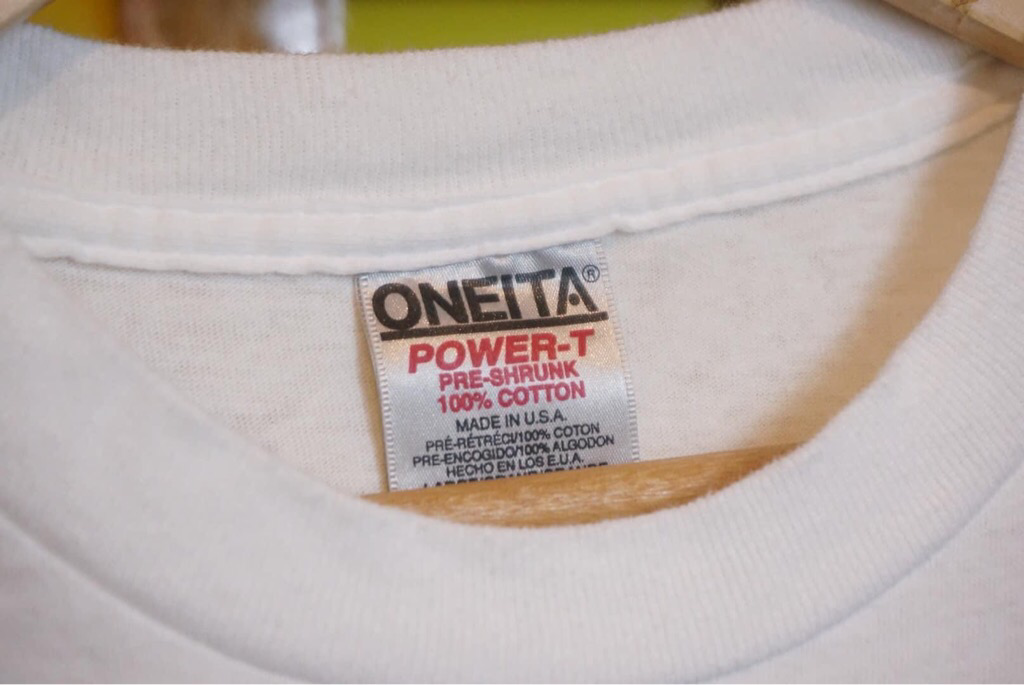 ONEITA®
POWER-T
PRE-SHRUNK
100% COTTON
MADE IN U.S.A.
PRÉ-RÉTRÉCI/100% COTON
PRE-ENCOGIDO/100% ALGODON
HECHO EN LOS E.U.A.